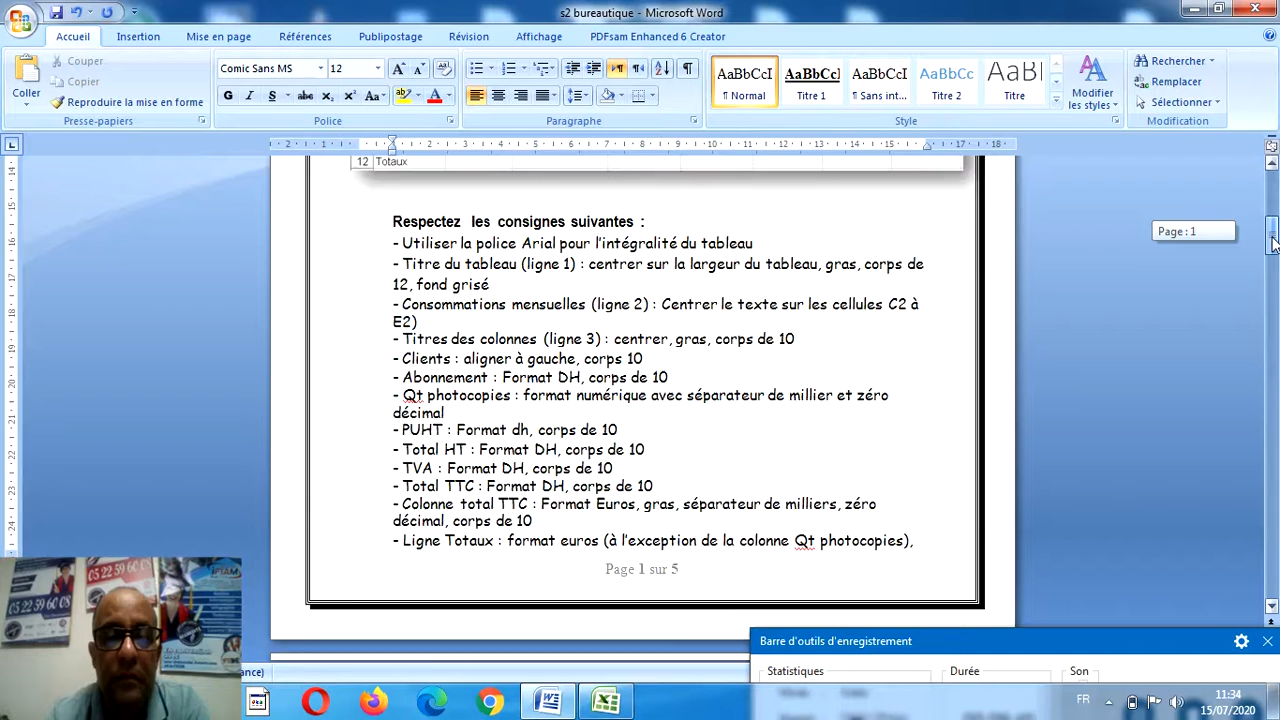 s2 bureautique - Microsoft Word
Accueil Insertion Mise en page Références Publipostage Révision Affichage PDFsam Enhanced 6 Creator
Coller
Couper
Copier
Reproduire la mise en forme
Presse-papiers
Comic Sans MS 12
Police
Paragraphe
AaBbCcI AaBbCc AaBbCcI AaBbCc AaBl
¶ Normal Titre 1 ¶ Sans int... Titre 2 Titre
Modifier les styles
Style
Rechercher
Remplacer
Sélectionner
Modification
12 Totaux
Respectez les consignes suivantes :
- Utiliser la police Arial pour l'intégralité du tableau
- Titre du tableau (ligne 1) : centrer sur la largeur du tableau, gras, corps de
12, fond grisé
- Consommations mensuelles (ligne 2) : Centrer le texte sur les cellules C2 à
E2)
- Titres des colonnes (ligne 3) : centrer, gras, corps de 10
- Clients : aligner à gauche, corps 10
- Abonnement : Format DH, corps de 10
- Qt photocopies : format numérique avec séparateur de millier et zéro
décimal
- PUHT : Format dh, corps de 10
- Total HT : Format DH, corps de 10
- TVA : Format DH, corps de 10
- Total TTC : Format DH, corps de 10
- Colonne total TTC : Format Euros, gras, séparateur de milliers, zéro
décimal, corps de 10
- Ligne Totaux : format euros (à l'exception de la colonne Qt photocopies),
Page 1 sur 5
Page : 1
Barre d'outils d'enregistrement
Statistiques Durée Son
05 22 59 60 08
FR
11:34
15/07/2020